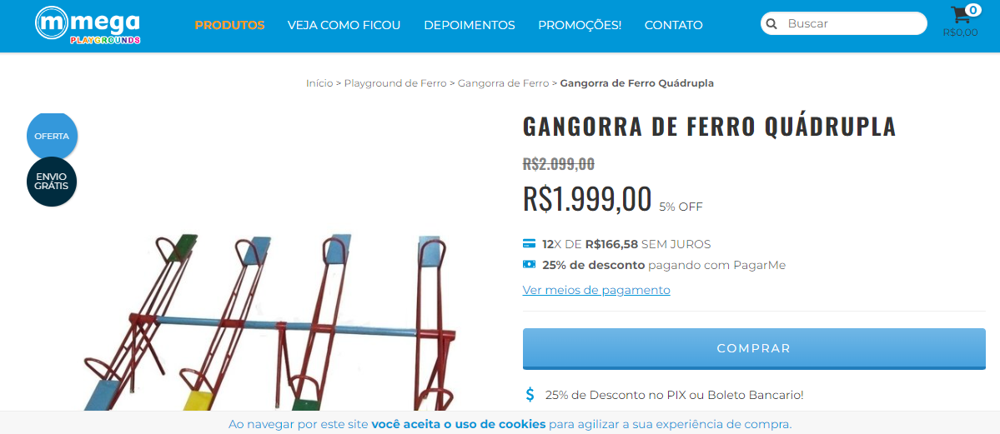 mmega
PLAYGROUNDS
PRODUTOS
VEJA COMO FICOU
DEPOIMENTOS
PROMOÇÕES!
CONTATO
Buscar
0
R$0,00
Início > Playground de Ferro > Gangorra de Ferro > Gangorra de Ferro Quádrupla
OFERTA
ENVIO
GRÁTIS
GANGORRA DE FERRO QUÁDRUPLA
R$2.099,00
R$1.999,00 5% OFF
12X DE R$166,58 SEM JUROS
25% de desconto pagando com PagarMe
Ver meios de pagamento
COMPRAR
25% de Desconto no PIX ou Boleto Bancario!
Ao navegar por este site você aceita o uso de cookies para agilizar a sua experiência de compra.